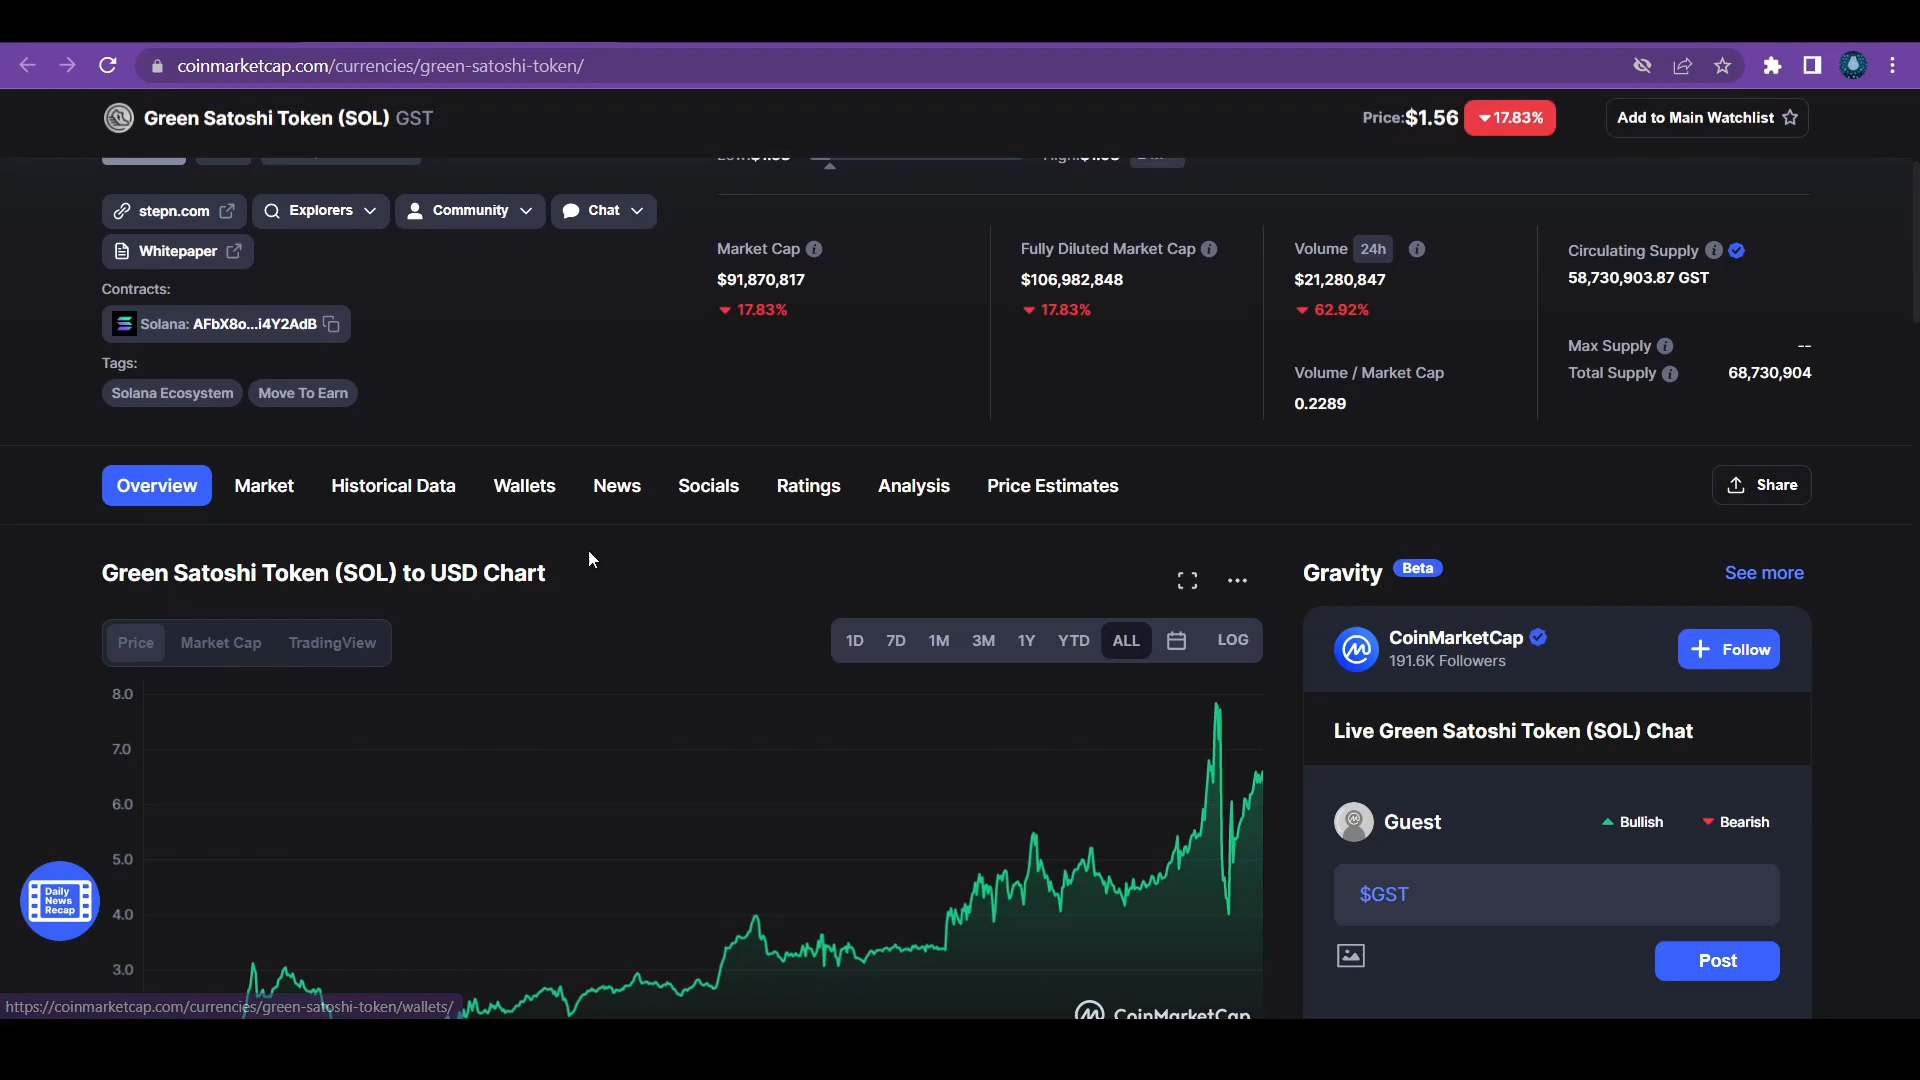 coinmarketcap.com/currencies/green-satoshi-token/
Green Satoshi Token (SOL) GST
Price:$1.56 17.83%
Add to Main Watchlist
stepn.com
Explorers
Community
Chat
Whitepaper
Contracts:
Solana: AFbX8o...i4Y2AdB
Tags:
Solana Ecosystem
Move To Earn
Market Cap
$91,870,817
17.83%
Fully Diluted Market Cap
$106,982,848
17.83%
Volume 24h
$21,280,847
62.92%
Volume / Market Cap
0.2289
Circulating Supply
58,730,903.87 GST
Max Supply --
Total Supply 68,730,904
Overview Market Historical Data Wallets News Socials Ratings Analysis Price Estimates
Share
Green Satoshi Token (SOL) to USD Chart
Price Market Cap TradingView
1D 7D 1M 3M 1Y YTD ALL LOG
8.0
7.0
6.0
5.0
4.0
3.0
CoinMarketCap
Daily
News
Recap
https://coinmarketcap.com/currencies/green-satoshi-token/wallets/
Gravity Beta
See more
CoinMarketCap
191.6K Followers
Follow
Live Green Satoshi Token (SOL) Chat
Guest
Bullish
Bearish
$GST
Post